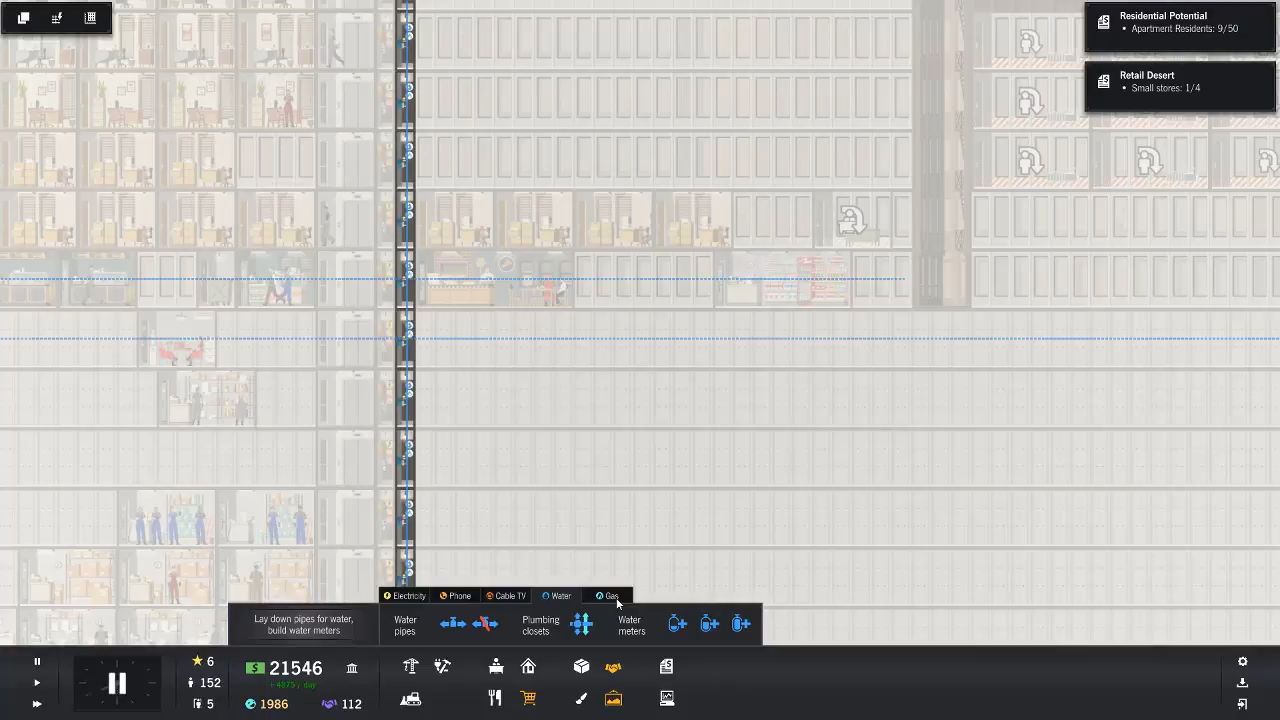 Residential Potential
• Apartment Residents: 9/50
Retail Desert
• Small stores: 1/4
Electricity
Phone
Cable TV
Water
Gas
Lay down pipes for water,
build water meters
Water
pipes
Plumbing
closets
Water
meters
6
152
5
$ 21546
+4875 / day
1986
112